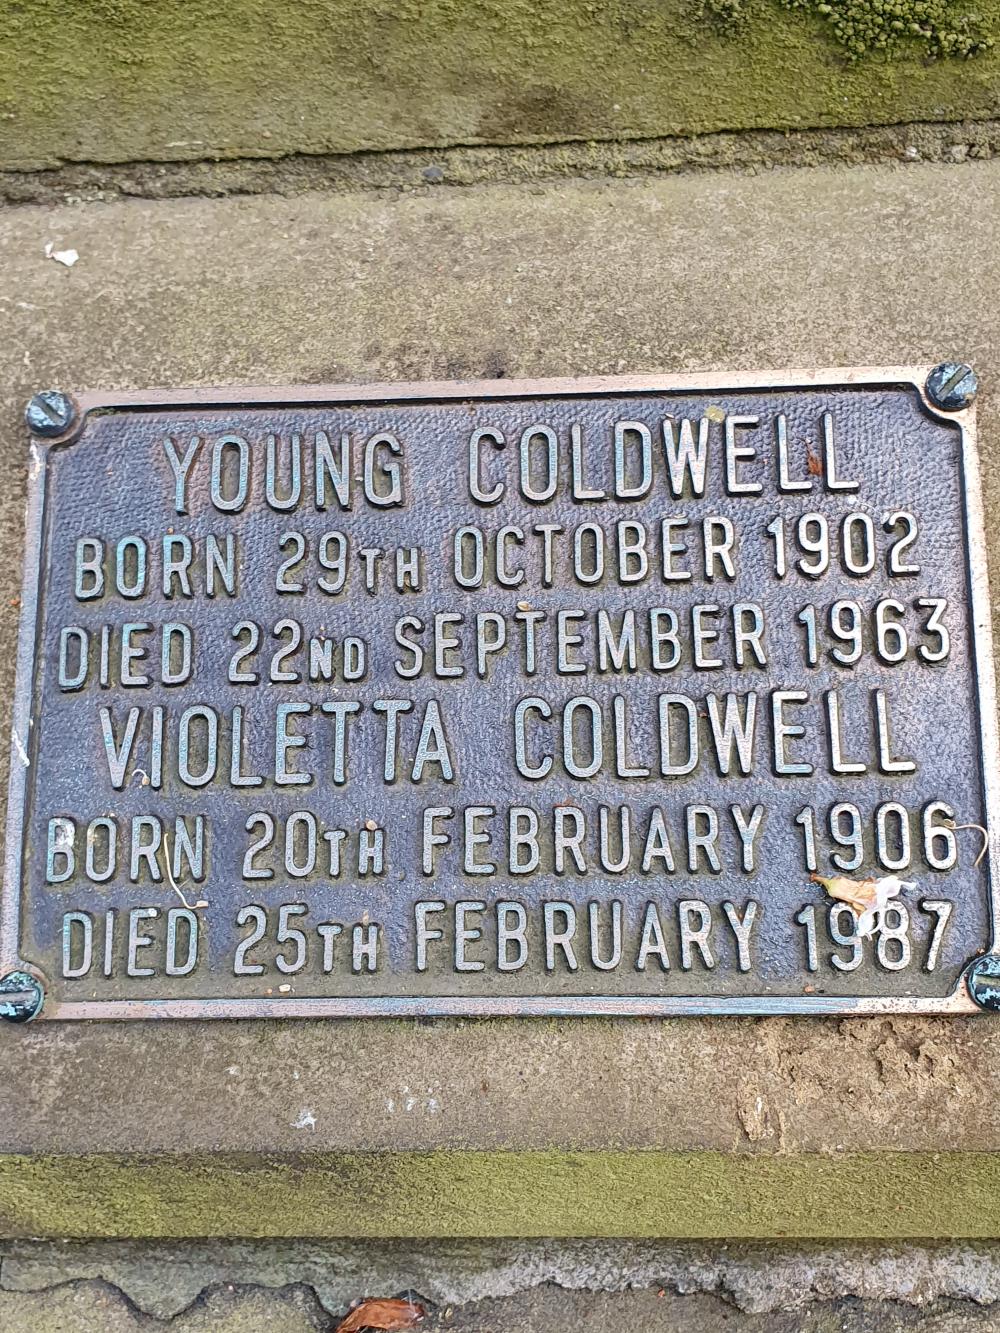 YOUNG COLDWELL
BORN 29TH OCTOBER 1902
DIED 22ND SEPTEMBER 1963
VIOLETTA COLDWELL
BORN 20TH FEBRUARY 1906
DIED 25TH FEBRUARY 1987